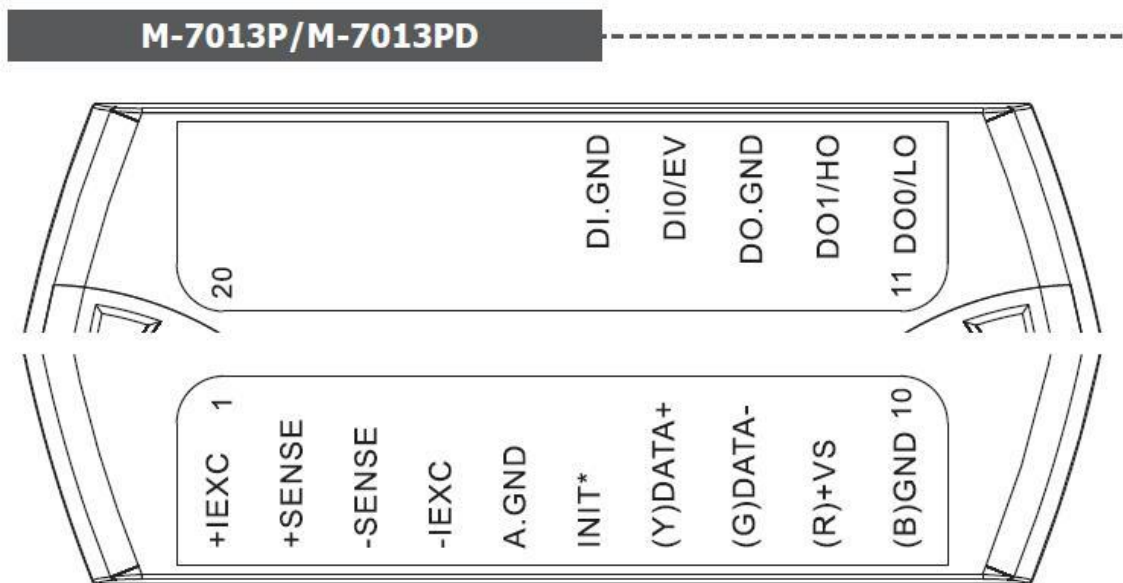 M-7013P/M-7013PD
20
DI.GND
DI0/EV
DO.GND
DO1/HO
11 DO0/LO
+IEXC 1
+SENSE
-SENSE
-IEXC
A.GND
INIT*
(Y)DATA+
(G)DATA-
(R)+VS
(B)GND 10